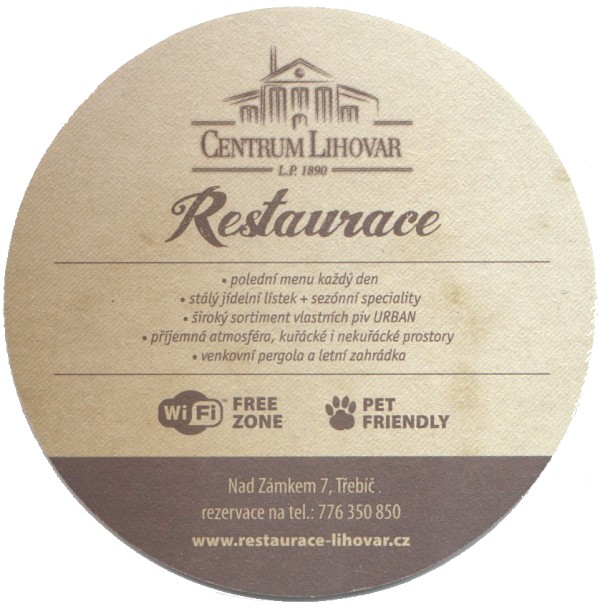 CENTRUM LIHOVAR
L.P. 1890
Restaurace
• polední menu každý den
• stálý jídelní lístek + sezónní speciality
• široký sortiment vlastních piv URBAN
• příjemná atmosféra, kuřácké i nekuřácké prostory
• venkovní pergola a letní zahrádka
Wi Fi™ FREE ZONE
PET FRIENDLY
Nad Zámkem 7, Třebíč
rezervace na tel.: 776 350 850
www.restaurace-lihovar.cz